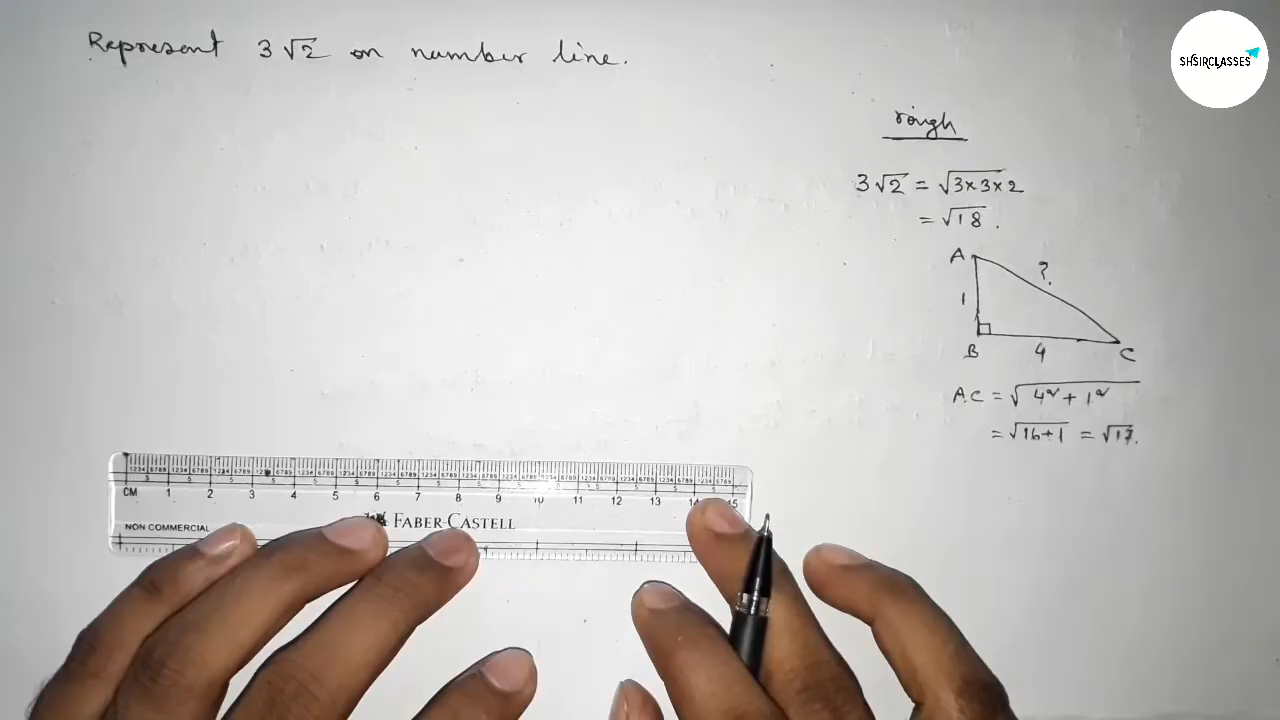 Represent 3√2 on number line.
SHSIRCLASSES
rough
3√2 = √3×3×2
= √18.
A
?
1
B
4
C
AC = √4²+1²
= √16+1 = √17.
CM 1 2 3 4 5 6 7 8 9 10 11 12 13 14 15
FABER-CASTELL
NON COMMERCIAL